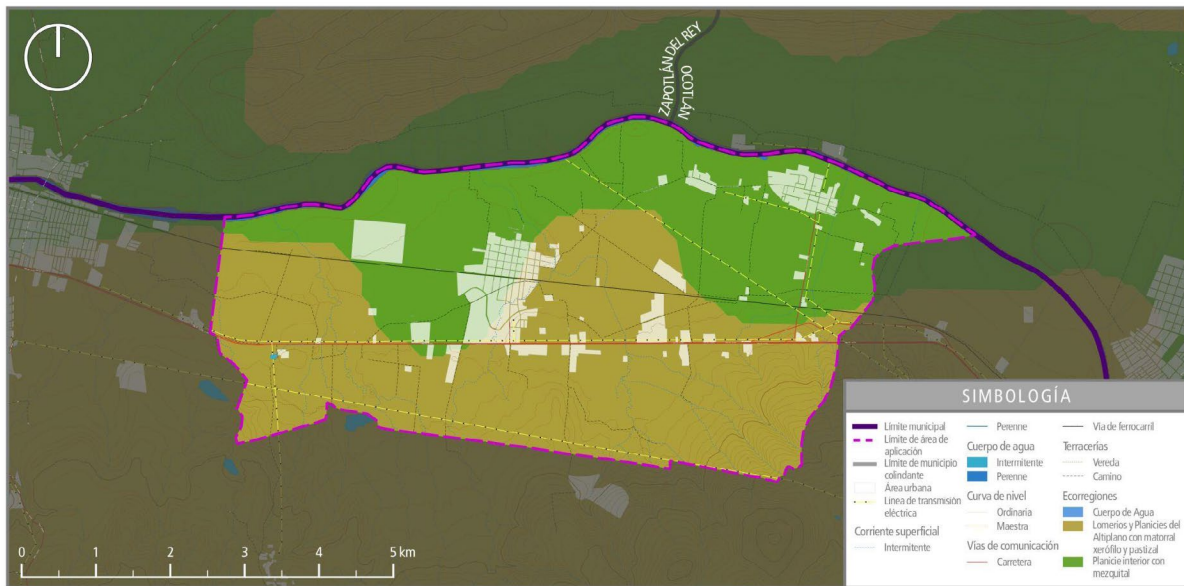 ZAPOTLÁN DEL REY
OCOTLÁN
0 1 2 3 4 5 km
SIMBOLOGÍA
Límite municipal
Límite de área de
aplicación
Límite de municipio
colindante
Área urbana
Línea de transmisión
eléctrica
Corriente superficial
Intermitente
Perenne
Cuerpo de agua
Intermitente
Perenne
Curva de nivel
Ordinaria
Maestra
Vías de comunicación
Carretera
Vía de ferrocarril
Terracerías
Vereda
Camino
Ecorregiones
Cuerpo de Agua
Lomeríos y Planicies del
Altiplano con matorral
xerófilo y pastizal
Planicie interior con
mezquital